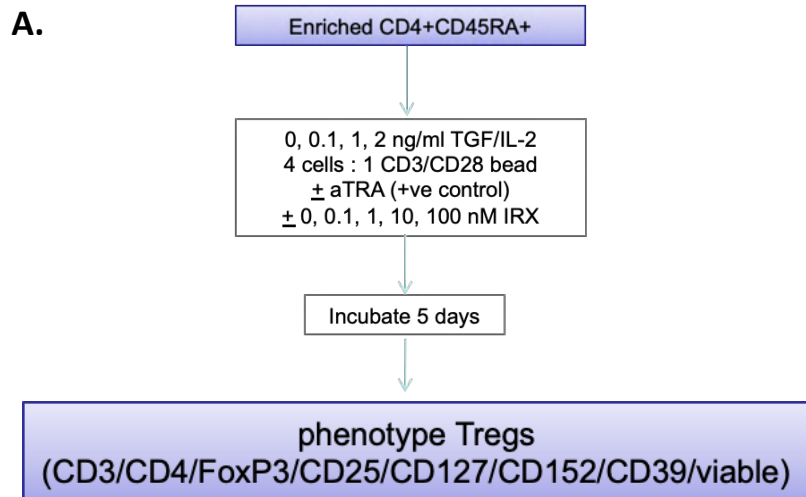 A.
Enriched CD4+CD45RA+
0, 0.1, 1, 2 ng/ml TGF/IL-2
4 cells : 1 CD3/CD28 bead
± aTRA (+ve control)
± 0, 0.1, 1, 10, 100 nM IRX
Incubate 5 days
phenotype Tregs
(CD3/CD4/FoxP3/CD25/CD127/CD152/CD39/viable)